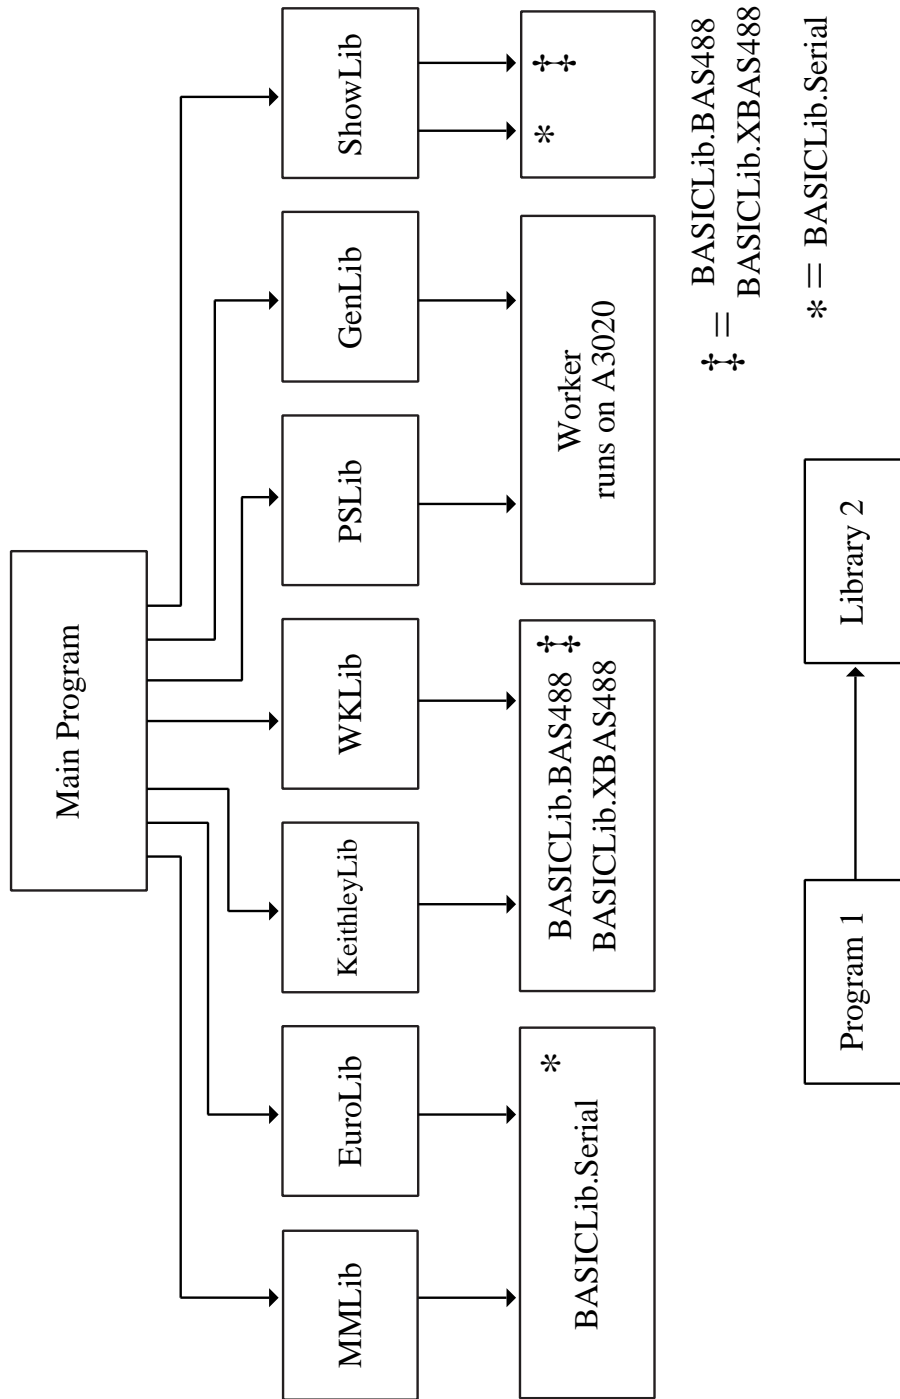 Main Program
MMLib
EuroLib
KeithleyLib
WKLib
PSLib
GenLib
ShowLib
*
BASICLib.Serial
BASICLib.BAS488 ‡
BASICLib.XBAS488
Worker
runs on A3020
* ‡
‡ = BASICLib.BAS488
BASICLib.XBAS488
* = BASICLib.Serial
Program 1
Library 2